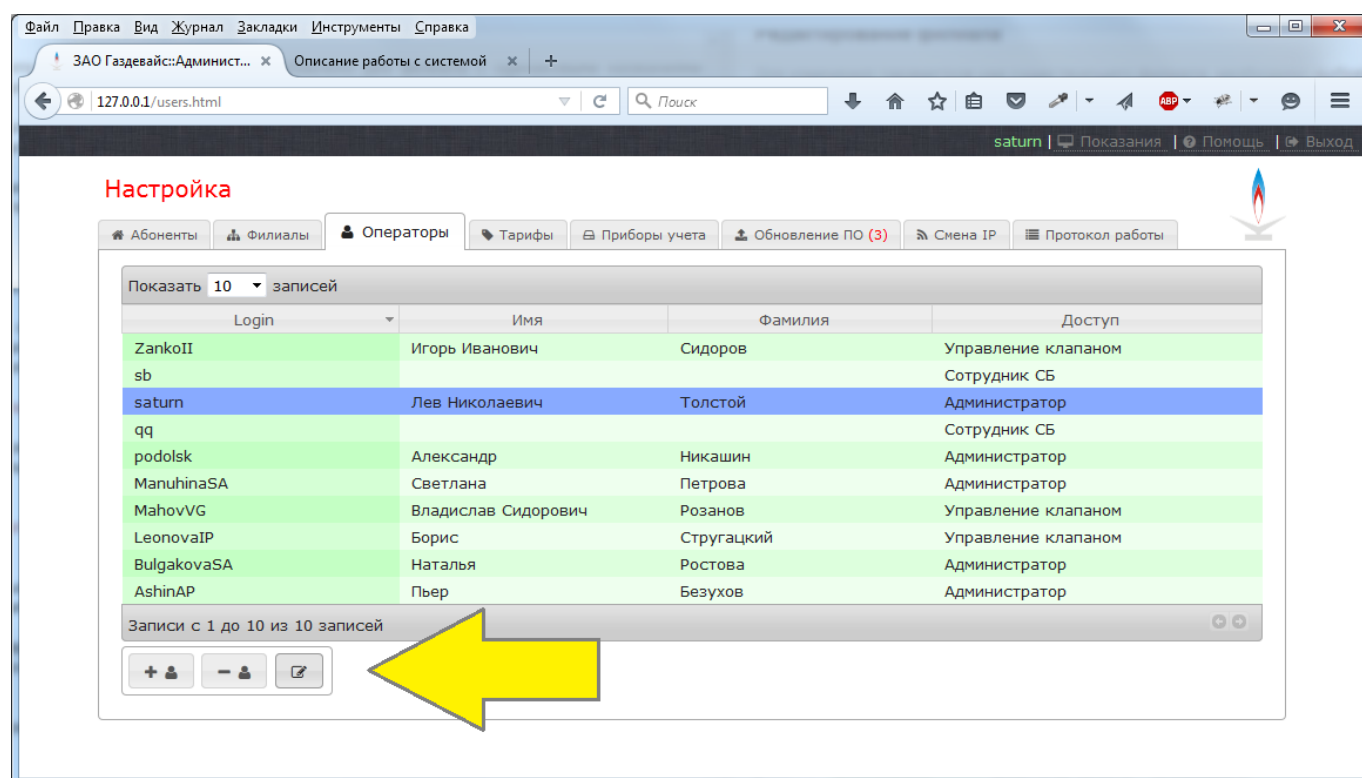 Файл Правка Вид Журнал Закладки Инструменты Справка
ЗАО Газдевайс::Админист... × Описание работы с системой × +
127.0.0.1/users.html Поиск ABP
saturn | Показания | Помощь | Выход
Настройка
Абоненты Филиалы Операторы Тарифы Приборы учета Обновление ПО (3) Смена IP Протокол работы
Показать 10 записей
Login Имя Фамилия Доступ
ZankoII Игорь Иванович Сидоров Управление клапаном
sb Сотрудник СБ
saturn Лев Николаевич Толстой Администратор
qq Сотрудник СБ
podolsk Александр Никашин Администратор
ManuhinaSA Светлана Петрова Администратор
MahovVG Владислав Сидорович Розанов Управление клапаном
LeonovaIP Борис Стругацкий Управление клапаном
BulgakovaSA Наталья Ростова Администратор
AshinAP Пьер Безухов Администратор
Записи с 1 до 10 из 10 записей